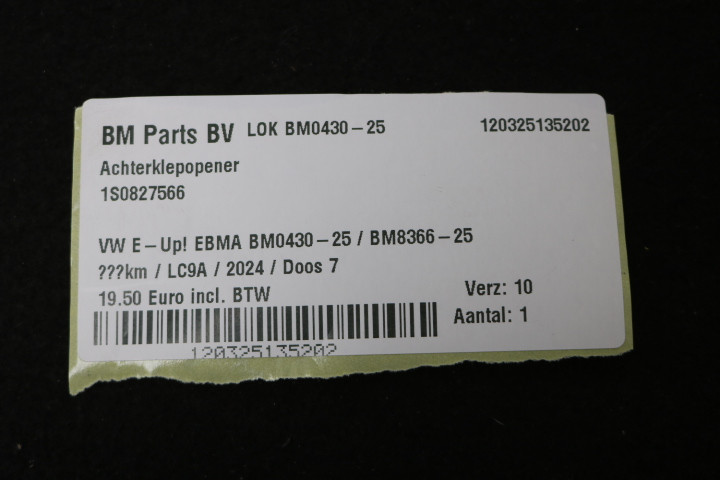 BM Parts BV LOK BM0430-25 120325135202
Achterklepopener
1S0827566
VW E-Up! EBMA BM0430-25 / BM8366-25
???km / LC9A / 2024 / Doos 7
19.50 Euro incl. BTW Verz: 10
Aantal: 1
120325135202